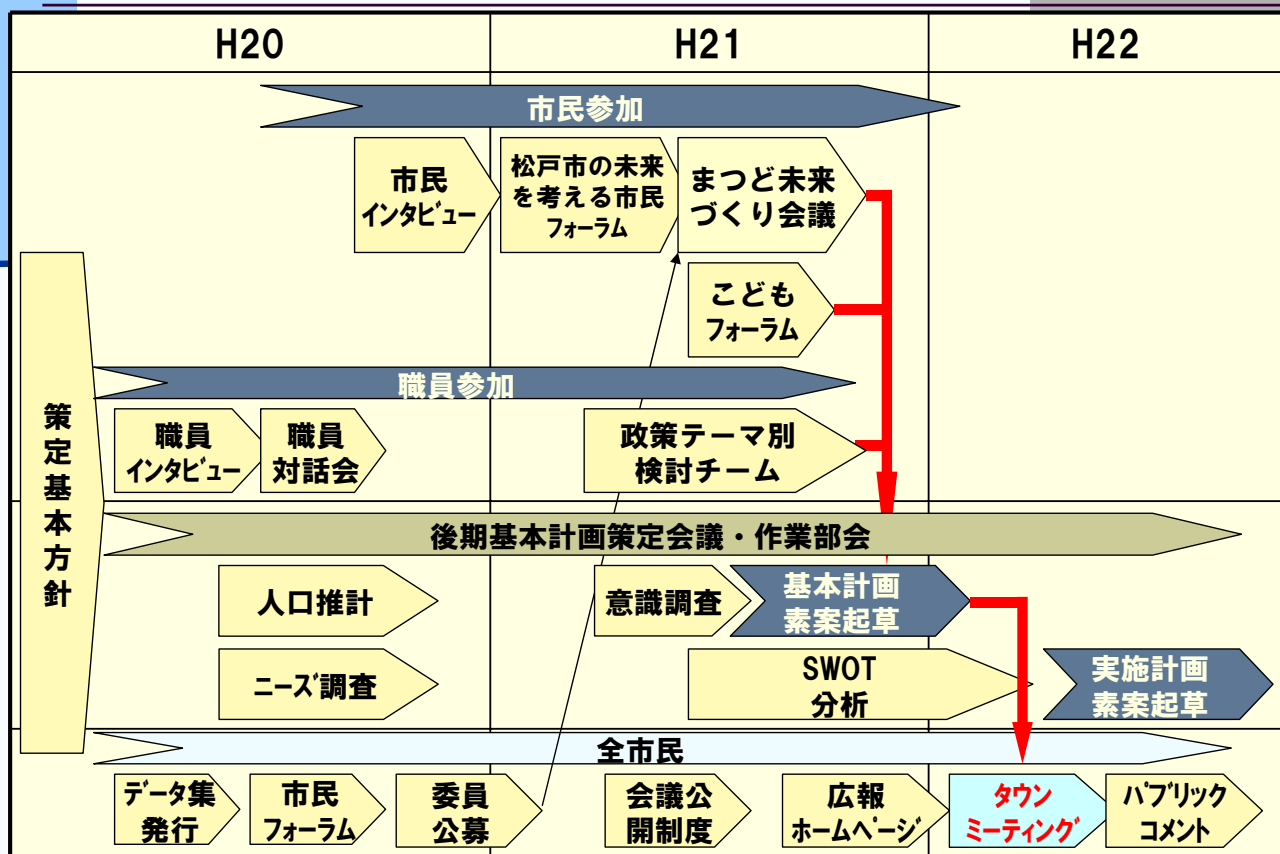 H20
H21
H22
市民参加
市民
インタビュー
松戸市の未来
を考える市民
フォーラム
まつど未来
づくり会議
こども
フォーラム
策定基本方針
職員参加
職員
インタビュー
職員
対話会
政策テーマ別
検討チーム
後期基本計画策定会議・作業部会
人口推計
意識調査
基本計画
素案起草
ニーズ調査
SWOT
分析
実施計画
素案起草
全市民
データ集
発行
市民
フォーラム
委員
公募
会議公
開制度
広報
ホームページ
タウン
ミーティング
パブリック
コメント